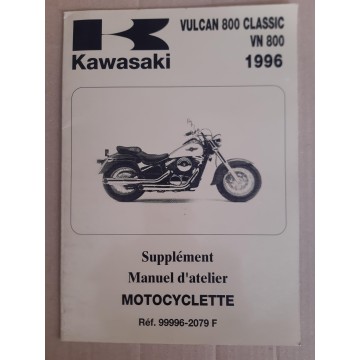 VULCAN 800 CLASSIC
VN 800
Kawasaki
1996
Supplément
Manuel d'atelier
MOTOCYCLETTE
Réf. 99996-2079 F